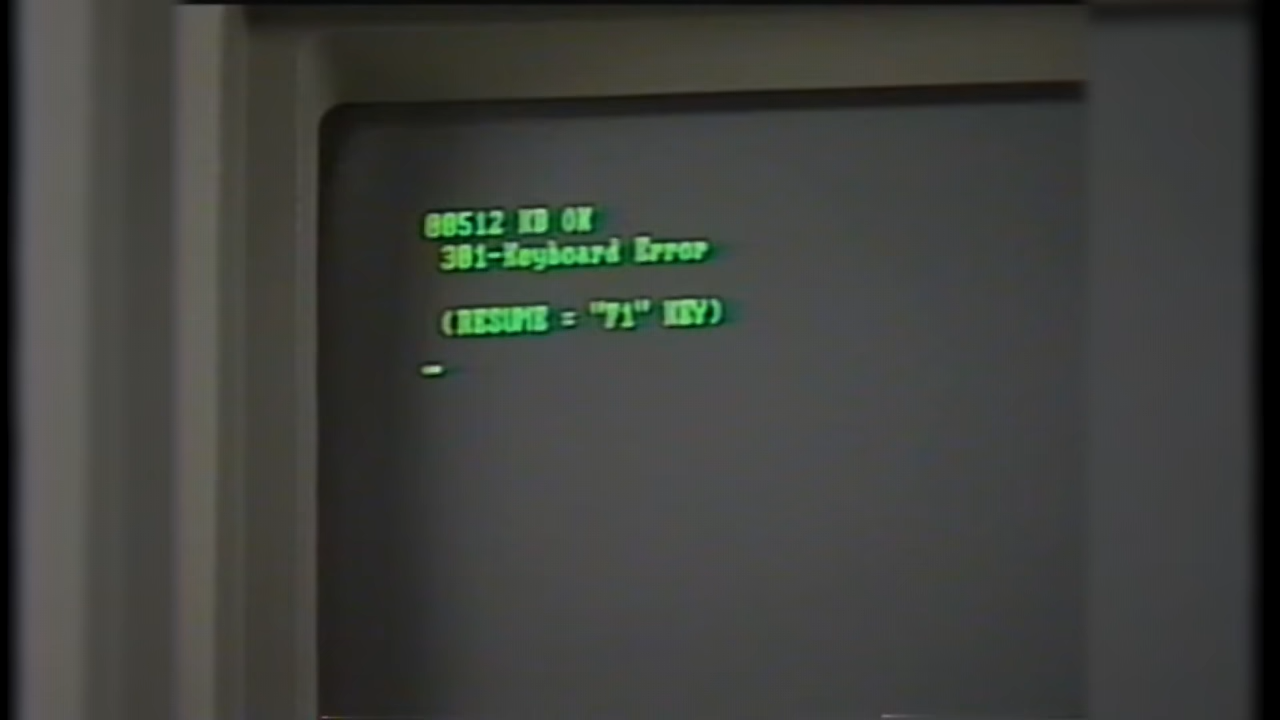 00512 KB OK
301-Keyboard Error
(RESUME = "F1" KEY)